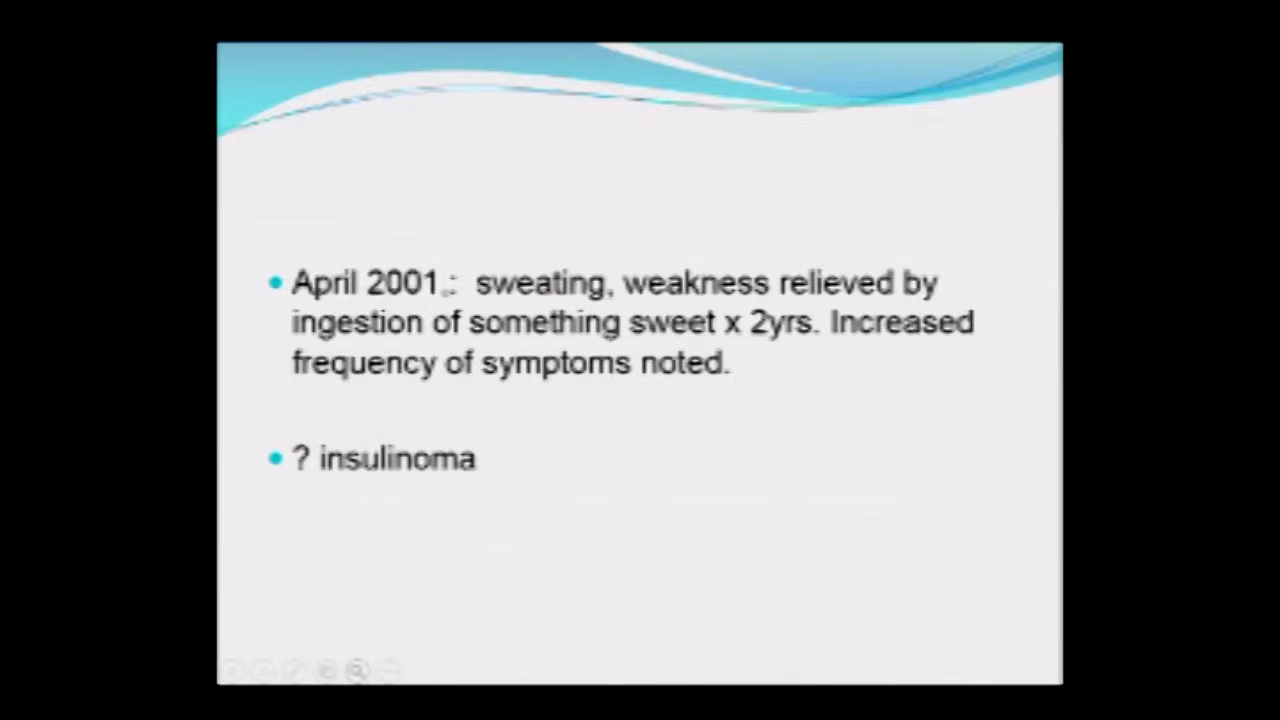 • April 2001.: sweating, weakness relieved by
ingestion of something sweet x 2yrs. Increased
frequency of symptoms noted.
• ? insulinoma